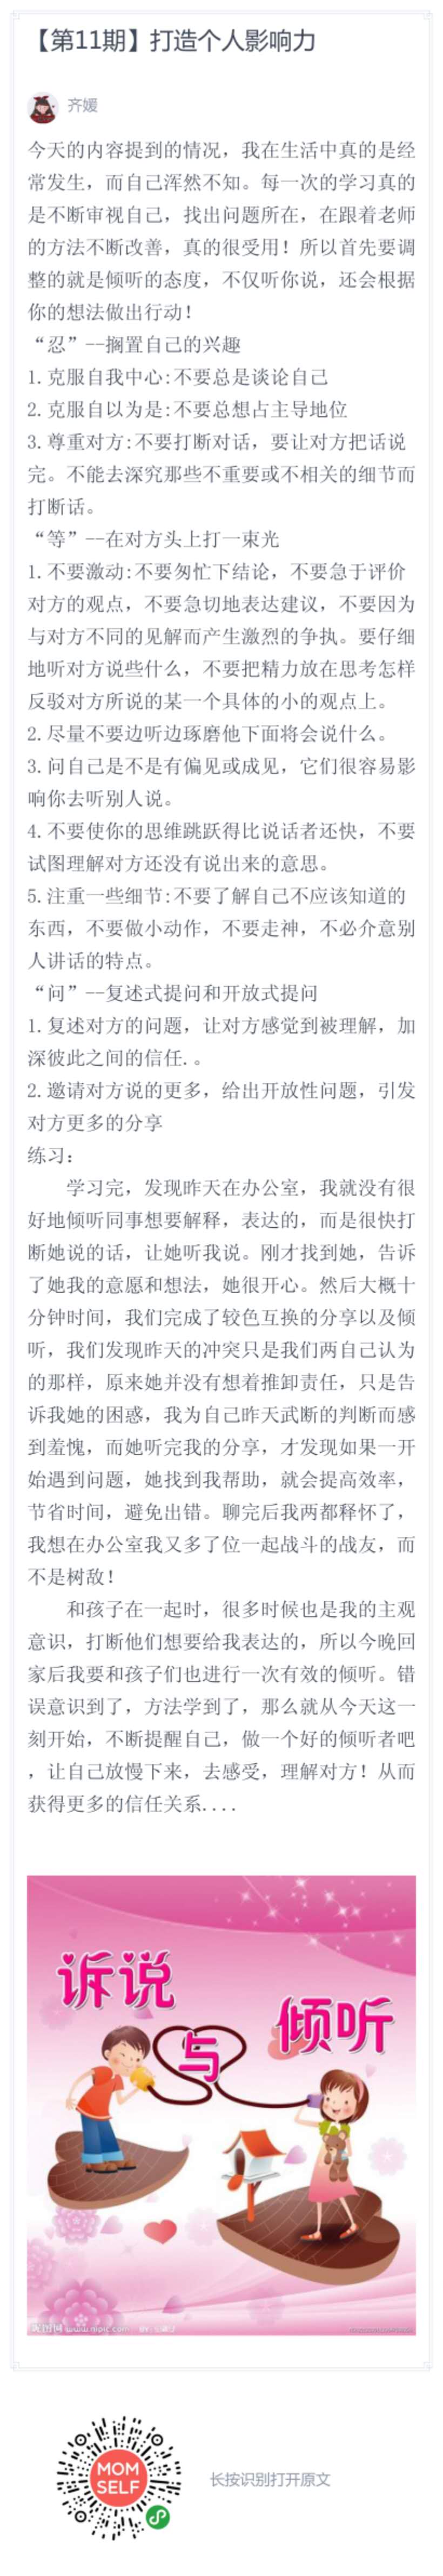 【第11期】打造个人影响力
齐媛
今天的内容提到的情况，我在生活中真的是经
常发生，而自己浑然不知。每一次的学习真的
是不断审视自己，找出问题所在，在跟着老师
的方法不断改善，真的很受用！所以首先要调
整的就是倾听的态度，不仅听你说，还会根据
你的想法做出行动！
“忍”--搁置自己的兴趣
1.克服自我中心:不要总是谈论自己
2.克服自以为是:不要总想占主导地位
3.尊重对方:不要打断对话，要让对方把话说
完。不能去深究那些不重要或不相关的细节而
打断话。
“等”--在对方头上打一束光
1.不要激动:不要匆忙下结论，不要急于评价
对方的观点，不要急切地表达建议，不要因为
与对方不同的见解而产生激烈的争执。要仔细
地听对方说些什么，不要把精力放在思考怎样
反驳对方所说的某一个具体的小的观点上。
2.尽量不要边听边琢磨他下面将会说什么。
3.问自己是不是有偏见或成见，它们很容易影
响你去听别人说。
4.不要使你的思维跳跃得比说话者还快，不要
试图理解对方还没有说出来的意思。
5.注重一些细节:不要了解自己不应该知道的
东西，不要做小动作，不要走神，不必介意别
人讲话的特点。
“问”--复述式提问和开放式提问
1.复述对方的问题，让对方感觉到被理解，加
深彼此之间的信任.。
2.邀请对方说的更多，给出开放性问题，引发
对方更多的分享
练习：
学习完，发现昨天在办公室，我就没有很
好地倾听同事想要解释，表达的，而是很快打
断她说的话，让她听我说。刚才找到她，告诉
了她我的意愿和想法，她很开心。然后大概十
分钟时间，我们完成了较色互换的分享以及倾
听，我们发现昨天的冲突只是我们两自己认为
的那样，原来她并没有想着推卸责任，只是告
诉我她的困惑，我为自己昨天武断的判断而感
到羞愧，而她听完我的分享，才发现如果一开
始遇到问题，她找到我帮助，就会提高效率，
节省时间，避免出错。聊完后我两都释怀了，
我想在办公室我又多了位一起战斗的战友，而
不是树敌！
和孩子在一起时，很多时候也是我的主观
意识，打断他们想要给我表达的，所以今晚回
家后我要和孩子们也进行一次有效的倾听。错
误意识到了，方法学到了，那么就从今天这一
刻开始，不断提醒自己，做一个好的倾听者吧
，让自己放慢下来，去感受，理解对方！从而
获得更多的信任关系....
诉说
与
倾听
昵图网 www.nipic.com
MOM
SELF
长按识别打开原文